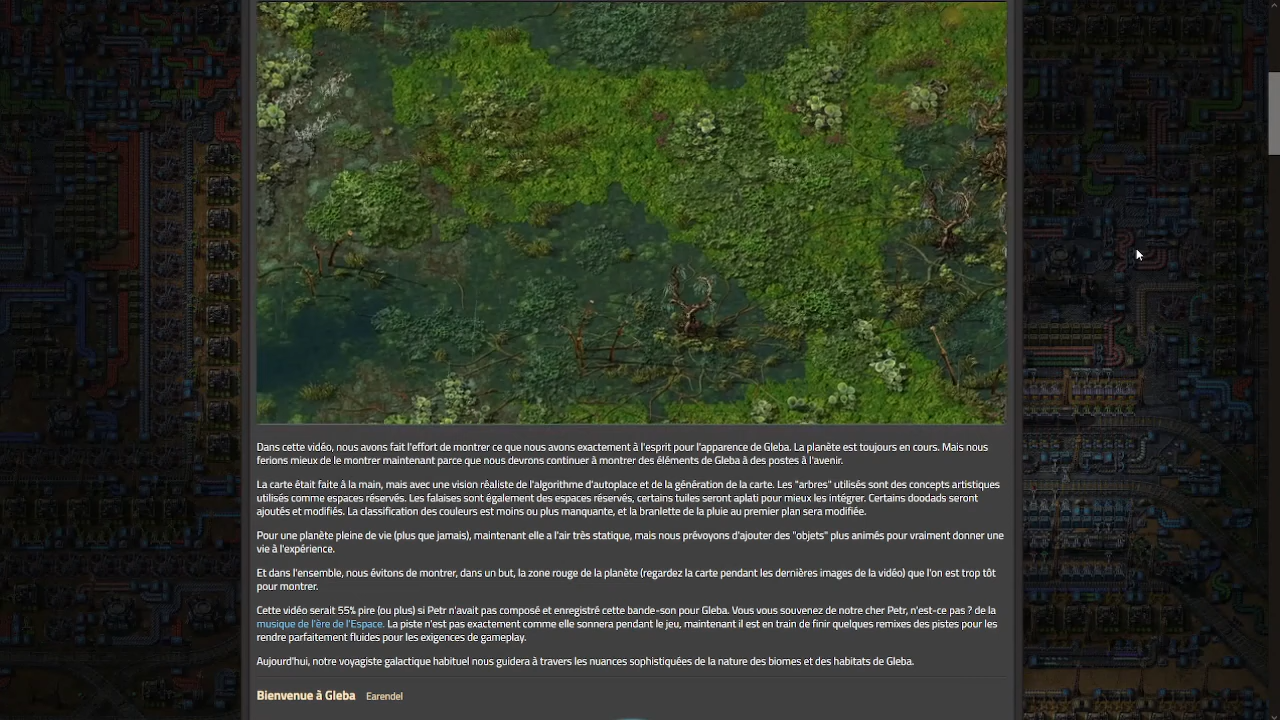 Dans cette vidéo, nous avons fait l'effort de montrer ce que nous avons exactement à l'esprit pour l'apparence de Gleba. La planète est toujours en cours. Mais nous
ferions mieux de le montrer maintenant parce que nous devrons continuer à montrer des éléments de Gleba à des postes à l'avenir.
La carte était faite à la main, mais avec une vision réaliste de l'algorithme d'autoplace et de la génération de la carte. Les "arbres" utilisés sont des concepts artistiques
utilisés comme espaces réservés. Les falaises sont également des espaces réservés, certains tuiles seront aplati pour mieux les intégrer. Certains doodads seront
ajoutés et modifiés. La classification des couleurs est moins ou plus manquante, et la branlette de la pluie au premier plan sera modifiée.
Pour une planète pleine de vie (plus que jamais), maintenant elle a l'air très statique, mais nous prévoyons d'ajouter des "objets" plus animés pour vraiment donner une
vie à l'expérience.
Et dans l'ensemble, nous évitons de montrer, dans un but, la zone rouge de la planète (regardez la carte pendant les dernières images de la vidéo) que l'on est trop tôt
pour montrer.
Cette vidéo serait 55% pire (ou plus) si Petr n'avait pas composé et enregistré cette bande-son pour Gleba. Vous vous souvenez de notre cher Petr, n'est-ce pas ? de la
musique de l'ère de l'Espace. La piste n'est pas exactement comme elle sonnera pendant le jeu, maintenant il est en train de finir quelques remixes des pistes pour les
rendre parfaitement fluides pour les exigences de gameplay.
Aujourd'hui, notre voyagiste galactique habituel nous guidera à travers les nuances sophistiquées de la nature des biomes et des habitats de Gleba.
Bienvenue à Gleba Earendel